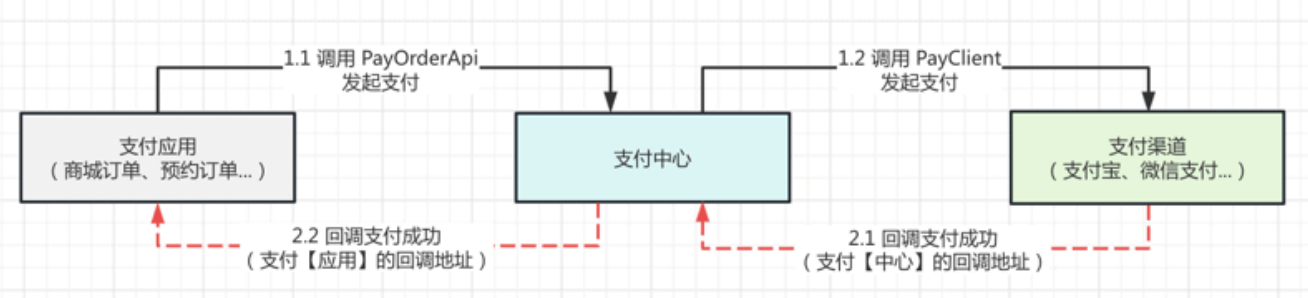 1.1 调用 PayOrderApi
发起支付
1.2 调用 PayClient
发起支付
支付应用
（商城订单、预约订单...）
支付中心
支付渠道
（支付宝、微信支付...）
2.2 回调支付成功
（支付【应用】的回调地址）
2.1 回调支付成功
（支付【中心】的回调地址）